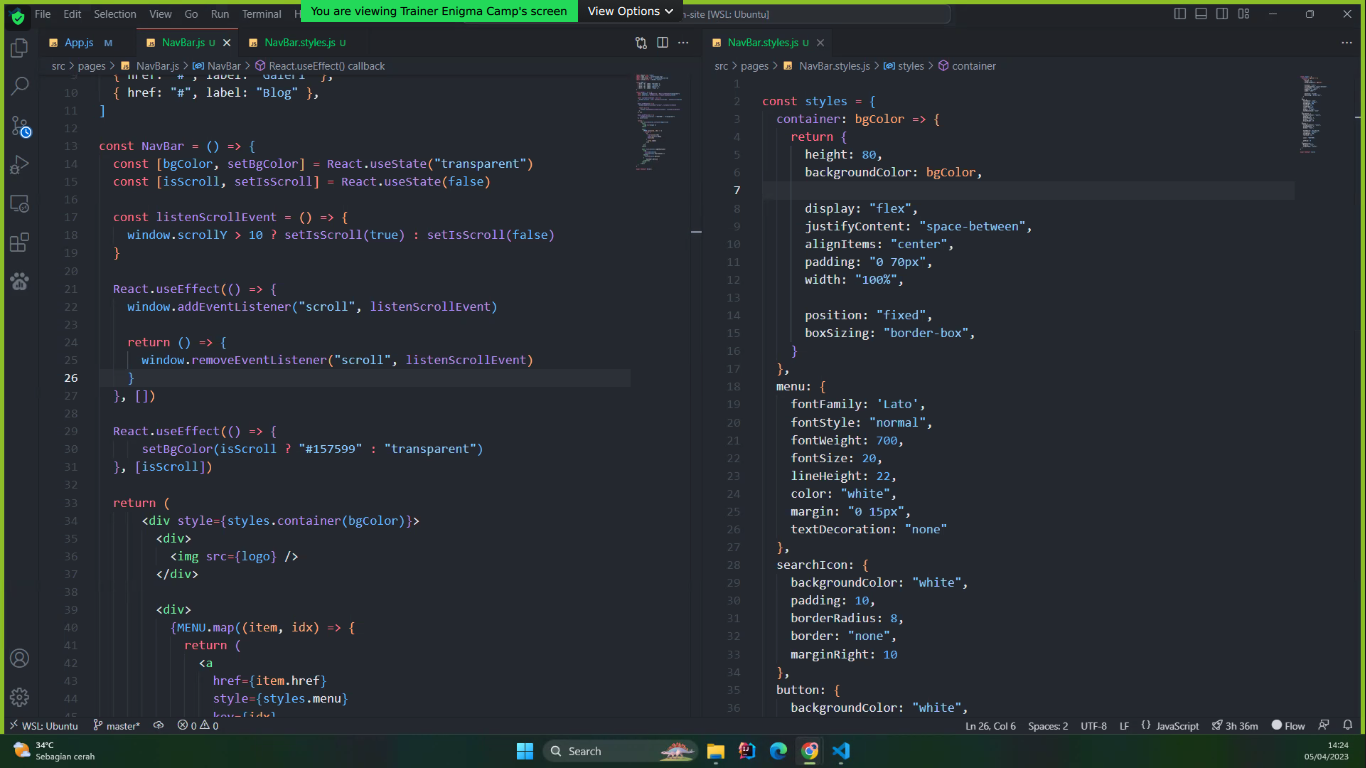 You are viewing Trainer Enigma Camp's screen
View Options
File Edit Selection View Go Run Terminal H
n-site [WSL: Ubuntu]
App.js M
NavBar.js U
NavBar.styles.js U
src > pages > NavBar.js > NavBar > React.useEffect() callback
9 { href: "#", label: "Galeri" },
10 { href: "#", label: "Blog" },
11 ]
12
13 const NavBar = () => {
14 const [bgColor, setBgColor] = React.useState("transparent")
15 const [isScroll, setIsScroll] = React.useState(false)
16
17 const listenScrollEvent = () => {
18 window.scrollY > 10 ? setIsScroll(true) : setIsScroll(false)
19 }
20
21 React.useEffect(() => {
22 window.addEventListener("scroll", listenScrollEvent)
23
24 return () => {
25 window.removeEventListener("scroll", listenScrollEvent)
26 }
27 }, [])
28
29 React.useEffect(() => {
30 setBgColor(isScroll ? "#157599" : "transparent")
31 }, [isScroll])
32
33 return (
34 <div style={styles.container(bgColor)}>
35 <div>
36 <img src={logo} />
37 </div>
38
39 <div>
40 {MENU.map((item, idx) => {
41 return (
42 <a
43 href={item.href}
44 style={styles.menu}
45 key={idx}
NavBar.styles.js U
src > pages > NavBar.styles.js > styles > container
1
2 const styles = {
3 container: bgColor => {
4 return {
5 height: 80,
6 backgroundColor: bgColor,
7
8 display: "flex",
9 justifyContent: "space-between",
10 alignItems: "center",
11 padding: "0 70px",
12 width: "100%",
13
14 position: "fixed",
15 boxSizing: "border-box",
16 }
17 },
18 menu: {
19 fontFamily: 'Lato',
20 fontStyle: "normal",
21 fontWeight: 700,
22 fontSize: 20,
23 lineHeight: 22,
24 color: "white",
25 margin: "0 15px",
26 textDecoration: "none"
27 },
28 searchIcon: {
29 backgroundColor: "white",
30 padding: 10,
31 borderRadius: 8,
32 border: "none",
33 marginRight: 10
34 },
35 button: {
36 backgroundColor: "white",
WSL: Ubuntu master* 0 0 Ln 26, Col 6 Spaces: 2 UTF-8 LF {} JavaScript 3h 36m Flow
34°C
Sebagian cerah
Search
14:24
05/04/2023